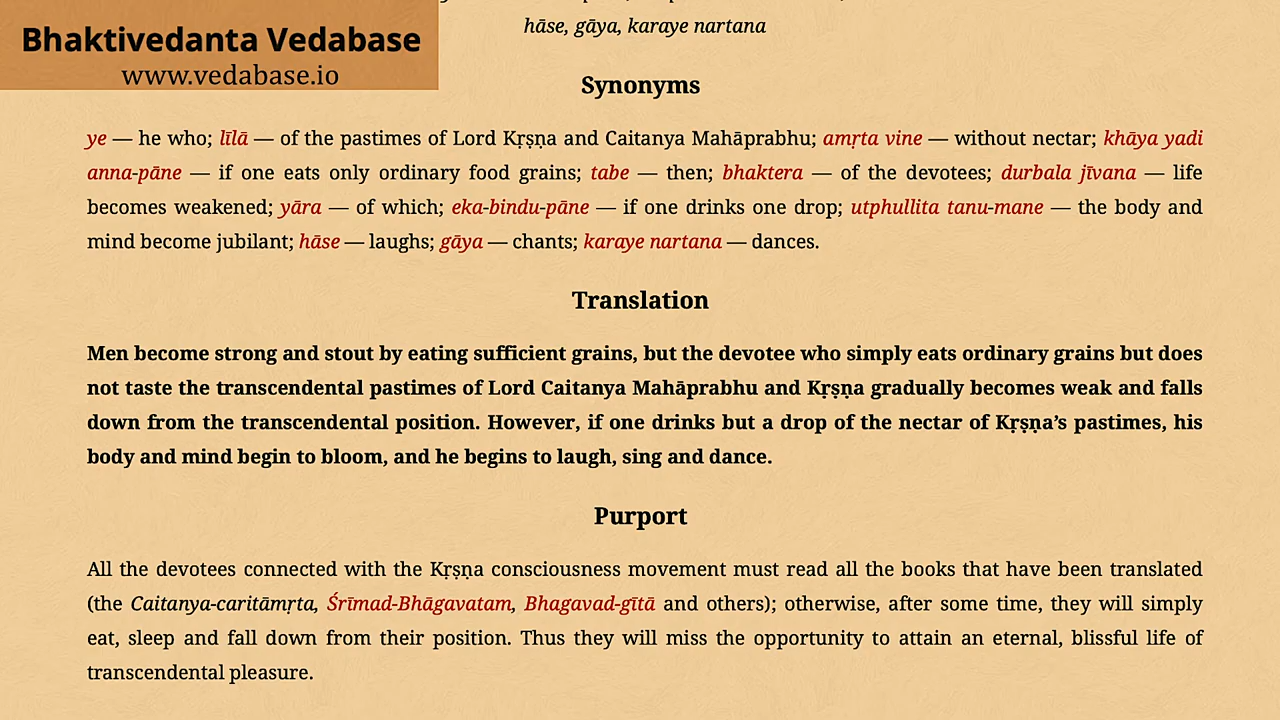 Bhaktivedanta Vedabase
www.vedabase.io
hāse, gāya, karaye nartana
Synonyms
ye — he who; līlā — of the pastimes of Lord Kṛṣṇa and Caitanya Mahāprabhu; amṛta vine — without nectar; khāya yadi
anna-pāne — if one eats only ordinary food grains; tabe — then; bhaktera — of the devotees; durbala jīvana — life
becomes weakened; yāra — of which; eka-bindu-pāne — if one drinks one drop; utphullita tanu-mane — the body and
mind become jubilant; hāse — laughs; gāya — chants; karaye nartana — dances.
Translation
Men become strong and stout by eating sufficient grains, but the devotee who simply eats ordinary grains but does
not taste the transcendental pastimes of Lord Caitanya Mahāprabhu and Kṛṣṇa gradually becomes weak and falls
down from the transcendental position. However, if one drinks but a drop of the nectar of Kṛṣṇa’s pastimes, his
body and mind begin to bloom, and he begins to laugh, sing and dance.
Purport
All the devotees connected with the Kṛṣṇa consciousness movement must read all the books that have been translated
(the Caitanya-caritāmṛta, Śrīmad-Bhāgavatam, Bhagavad-gītā and others); otherwise, after some time, they will simply
eat, sleep and fall down from their position. Thus they will miss the opportunity to attain an eternal, blissful life of
transcendental pleasure.